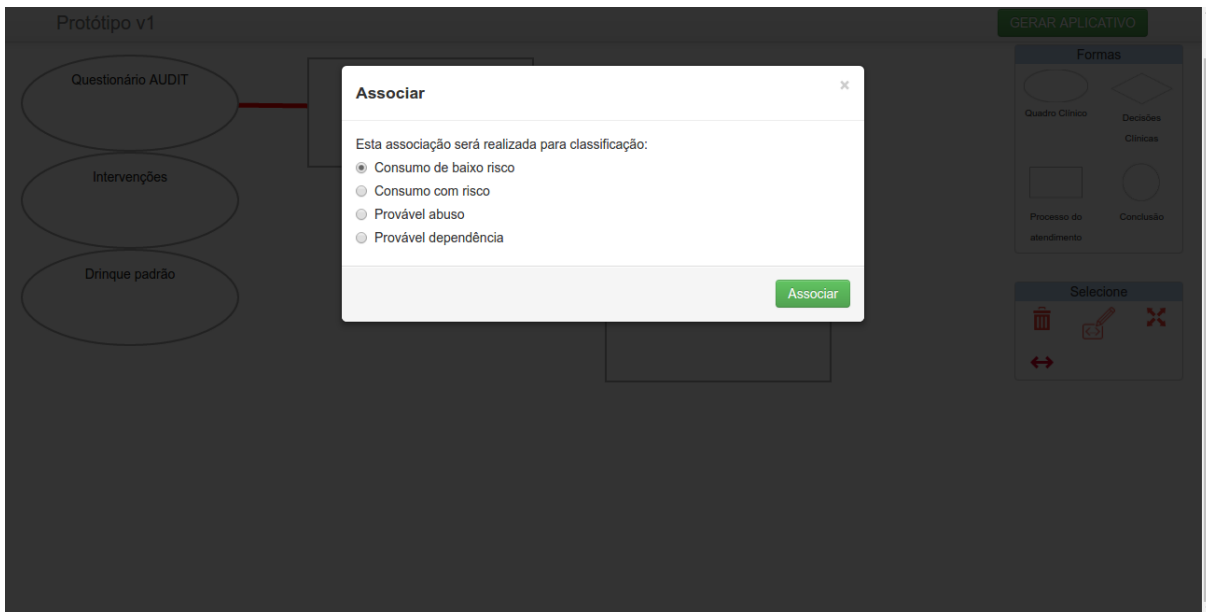 Protótipo v1
GERAR APLICATIVO
Questionário AUDIT
Intervenções
Drinque padrão
Associar
×
Esta associação será realizada para classificação:
Consumo de baixo risco
Consumo com risco
Provável abuso
Provável dependência
Associar
Formas
Quadro Clínico
Decisões
Clínicas
Processo do
atendimento
Conclusão
Selecione